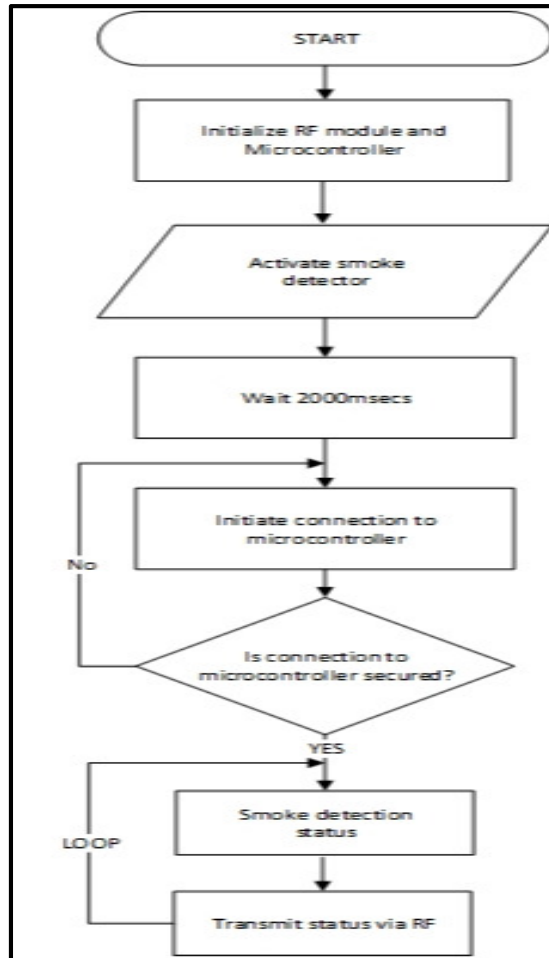 START
Initialize RF module and
Microcontroller
Activate smoke
detector
Wait 2000msecs
Initiate connection to
microcontroller
No
Is connection to
microcontroller secured?
YES
Smoke detection
status
LOOP
Transmit status via RF